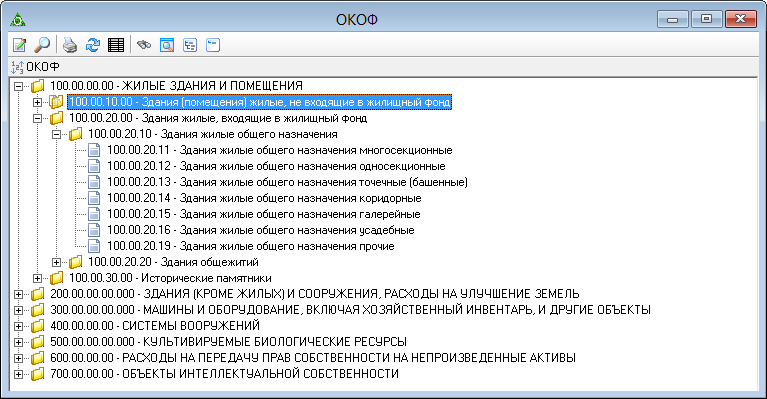 ОКОФ
ОКОФ
100.00.00.00 - ЖИЛЫЕ ЗДАНИЯ И ПОМЕЩЕНИЯ
100.00.10.00 - Здания (помещения) жилые, не входящие в жилищный фонд
100.00.20.00 - Здания жилые, входящие в жилищный фонд
100.00.20.10 - Здания жилые общего назначения
100.00.20.11 - Здания жилые общего назначения многосекционные
100.00.20.12 - Здания жилые общего назначения односекционные
100.00.20.13 - Здания жилые общего назначения точечные (башенные)
100.00.20.14 - Здания жилые общего назначения коридорные
100.00.20.15 - Здания жилые общего назначения галерейные
100.00.20.16 - Здания жилые общего назначения усадебные
100.00.20.19 - Здания жилые общего назначения прочие
100.00.20.20 - Здания общежитий
100.00.30.00 - Исторические памятники
200.00.00.00.000 - ЗДАНИЯ (КРОМЕ ЖИЛЫХ) И СООРУЖЕНИЯ, РАСХОДЫ НА УЛУЧШЕНИЕ ЗЕМЕЛЬ
300.00.00.00.000 - МАШИНЫ И ОБОРУДОВАНИЕ, ВКЛЮЧАЯ ХОЗЯЙСТВЕННЫЙ ИНВЕНТАРЬ, И ДРУГИЕ ОБЪЕКТЫ
400.00.00.00 - СИСТЕМЫ ВООРУЖЕНИЙ
500.00.00.00.000 - КУЛЬТИВИРУЕМЫЕ БИОЛОГИЧЕСКИЕ РЕСУРСЫ
600.00.00.00 - РАСХОДЫ НА ПЕРЕДАЧУ ПРАВ СОБСТВЕННОСТИ НА НЕПРОИЗВЕДЕННЫЕ АКТИВЫ
700.00.00.00 - ОБЪЕКТЫ ИНТЕЛЛЕКТУАЛЬНОЙ СОБСТВЕННОСТИ